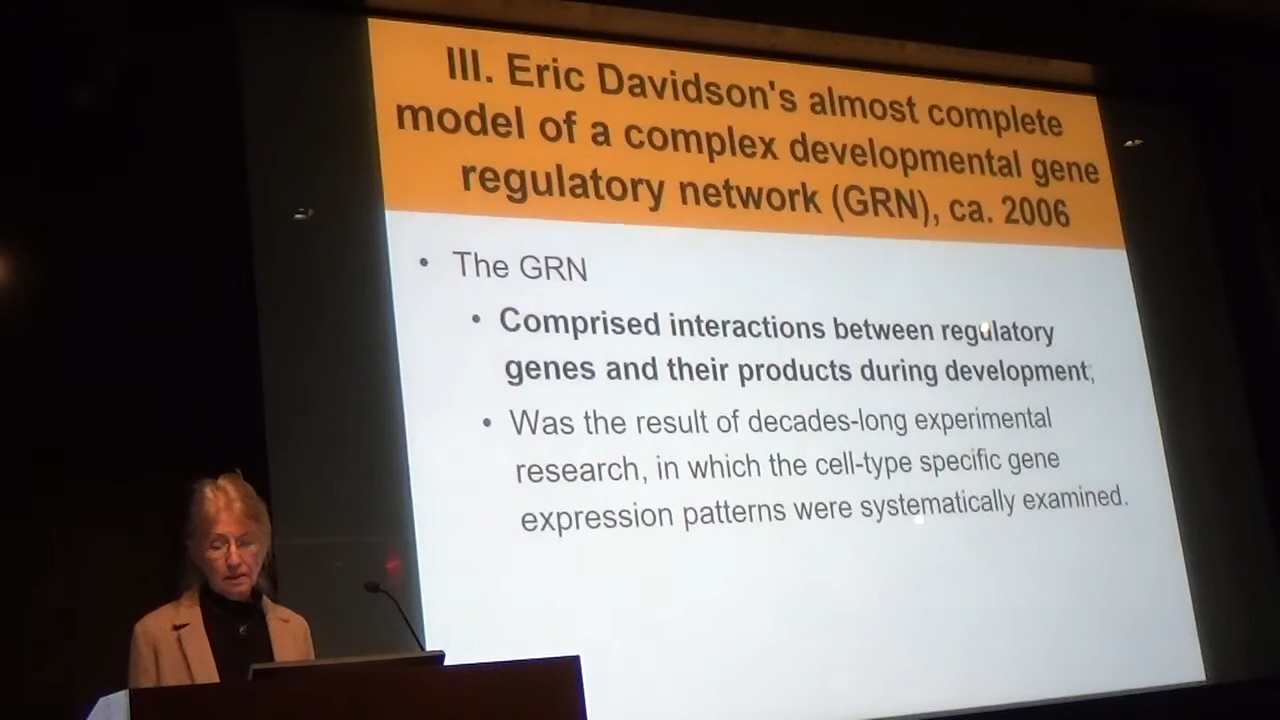 III. Eric Davidson's almost complete
model of a complex developmental gene
regulatory network (GRN), ca. 2006
• The GRN
• Comprised interactions between regulatory
genes and their products during development,
• Was the result of decades-long experimental
research, in which the cell-type specific gene
expression patterns were systematically examined.